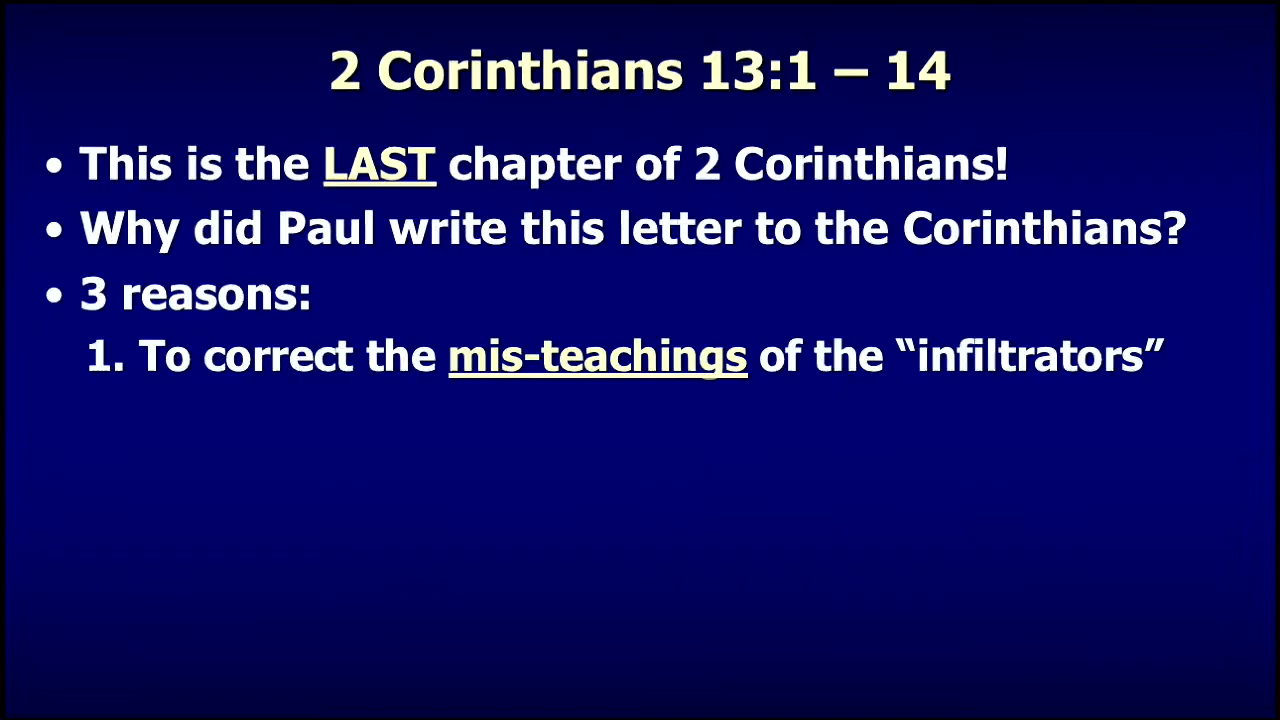 2 Corinthians 13:1 – 14
• This is the LAST chapter of 2 Corinthians!
• Why did Paul write this letter to the Corinthians?
• 3 reasons:
1. To correct the mis-teachings of the “infiltrators”